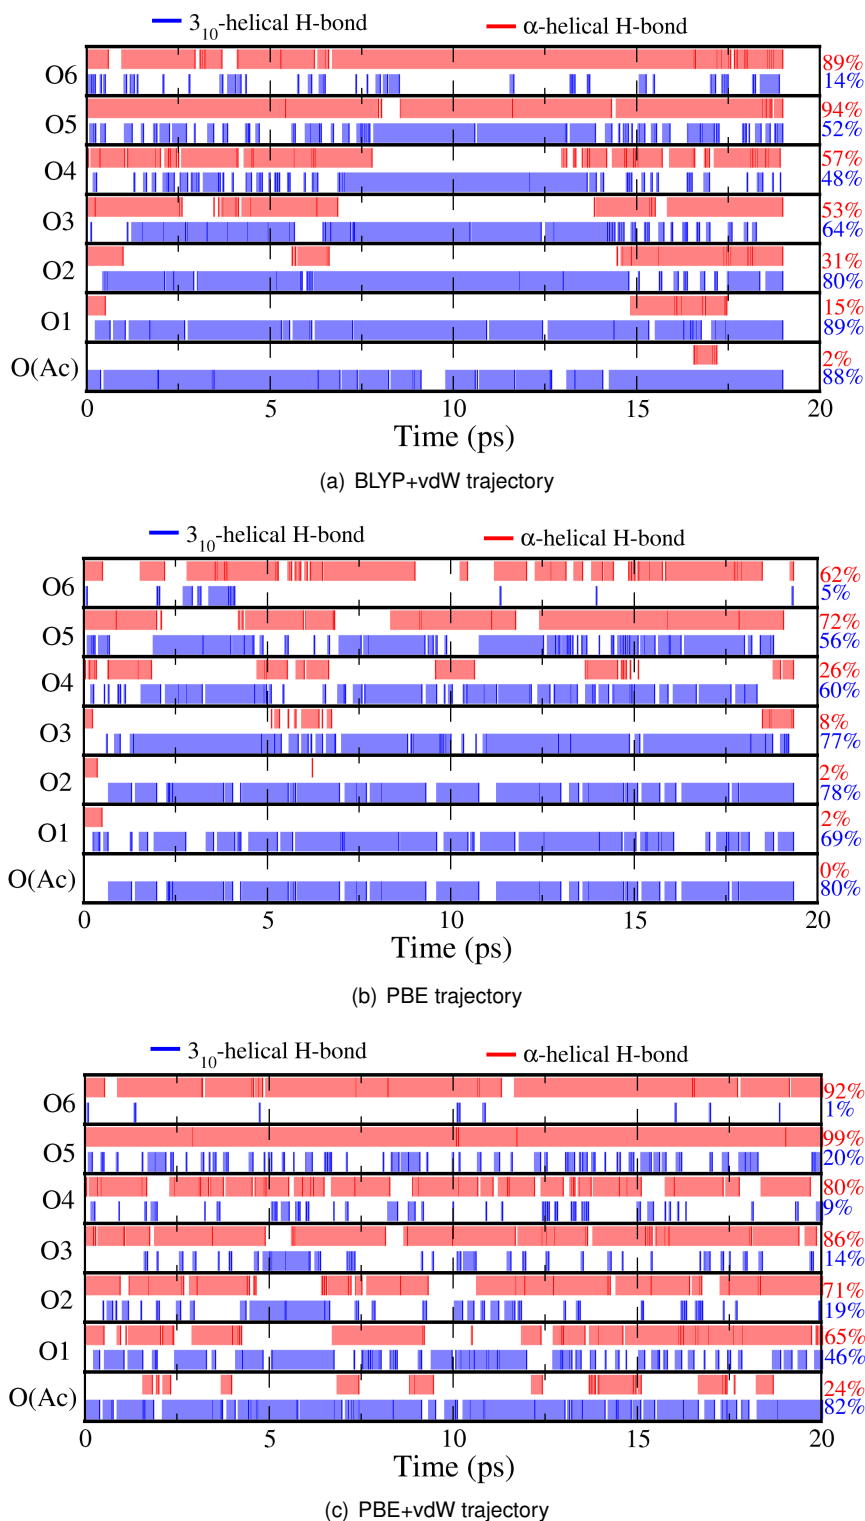 3₁₀-helical H-bond α-helical H-bond
O6 89%
14%
O5 94%
52%
O4 57%
48%
O3 53%
64%
O2 31%
80%
O1 15%
89%
O(Ac) 2%
88%
0 5 10 15 20
Time (ps)
(a) BLYP+vdW trajectory
3₁₀-helical H-bond α-helical H-bond
O6 62%
5%
O5 72%
56%
O4 26%
60%
O3 8%
77%
O2 2%
78%
O1 2%
69%
O(Ac) 0%
80%
0 5 10 15 20
Time (ps)
(b) PBE trajectory
3₁₀-helical H-bond α-helical H-bond
O6 92%
1%
O5 99%
20%
O4 80%
9%
O3 86%
14%
O2 71%
19%
O1 65%
46%
O(Ac) 24%
82%
0 5 10 15 20
Time (ps)
(c) PBE+vdW trajectory